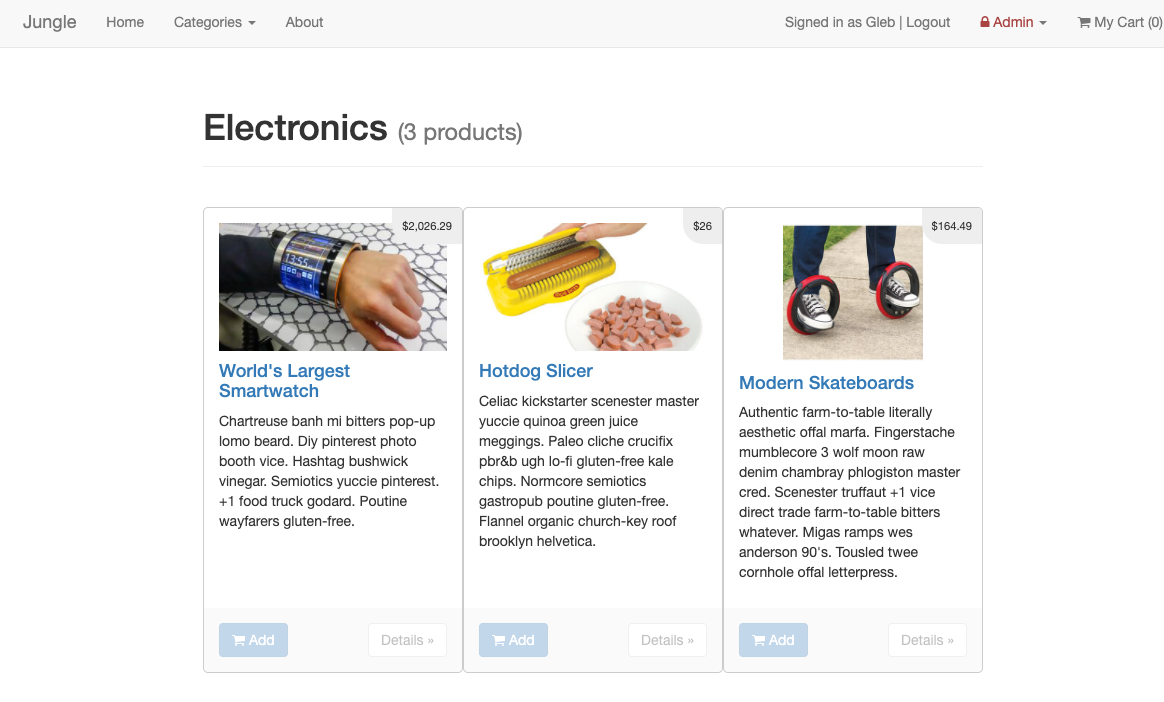 Jungle Home Categories About Signed in as Gleb | Logout Admin My Cart (0)
Electronics (3 products)
$2,026.29
13:55
World's Largest
Smartwatch
Chartreuse banh mi bitters pop-up
lomo beard. Diy pinterest photo
booth vice. Hashtag bushwick
vinegar. Semiotics yuccie pinterest.
+1 food truck godard. Poutine
wayfarers gluten-free.
Add Details »
$26
Hotdog Slicer
Celiac kickstarter scenester master
yuccie quinoa green juice
meggings. Paleo cliche crucifix
pbr&b ugh lo-fi gluten-free kale
chips. Normcore semiotics
gastropub poutine gluten-free.
Flannel organic church-key roof
brooklyn helvetica.
Add Details »
$164.49
Modern Skateboards
Authentic farm-to-table literally
aesthetic offal marfa. Fingerstache
mumblecore 3 wolf moon raw
denim chambray phlogiston master
cred. Scenester truffaut +1 vice
direct trade farm-to-table bitters
whatever. Migas ramps wes
anderson 90's. Tousled twee
cornhole offal letterpress.
Add Details »